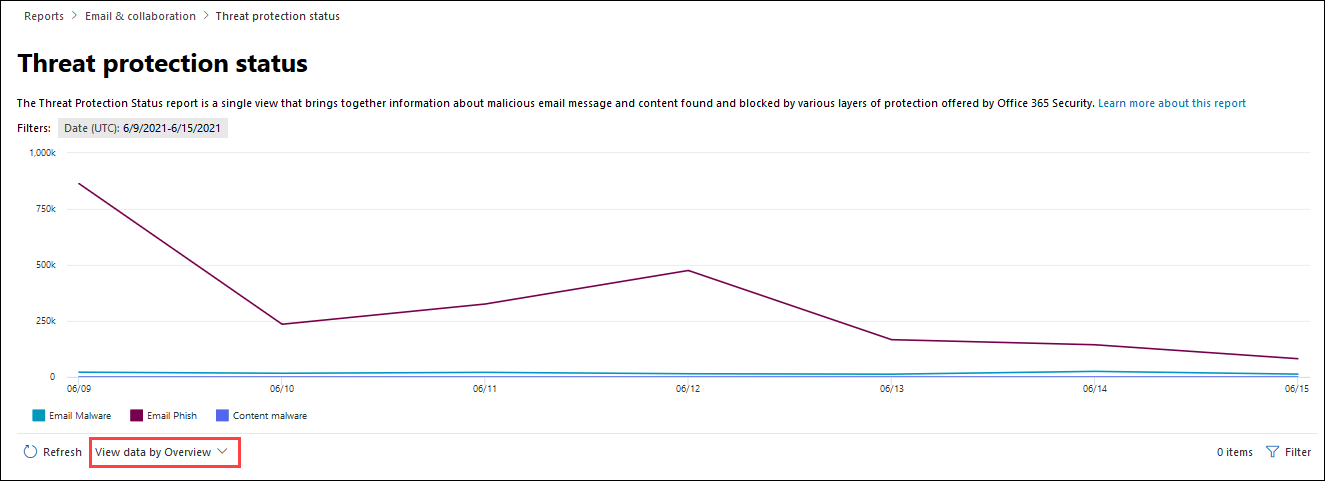 Reports > Email & collaboration > Threat protection status
Threat protection status
The Threat Protection Status report is a single view that brings together information about malicious email message and content found and blocked by various layers of protection offered by Office 365 Security. Learn more about this report
Filters: Date (UTC): 6/9/2021-6/15/2021
1,000k
750k
500k
250k
0
06/09 06/10 06/11 06/12 06/13 06/14 06/15
Email Malware Email Phish Content malware
Refresh View data by Overview 0 items Filter